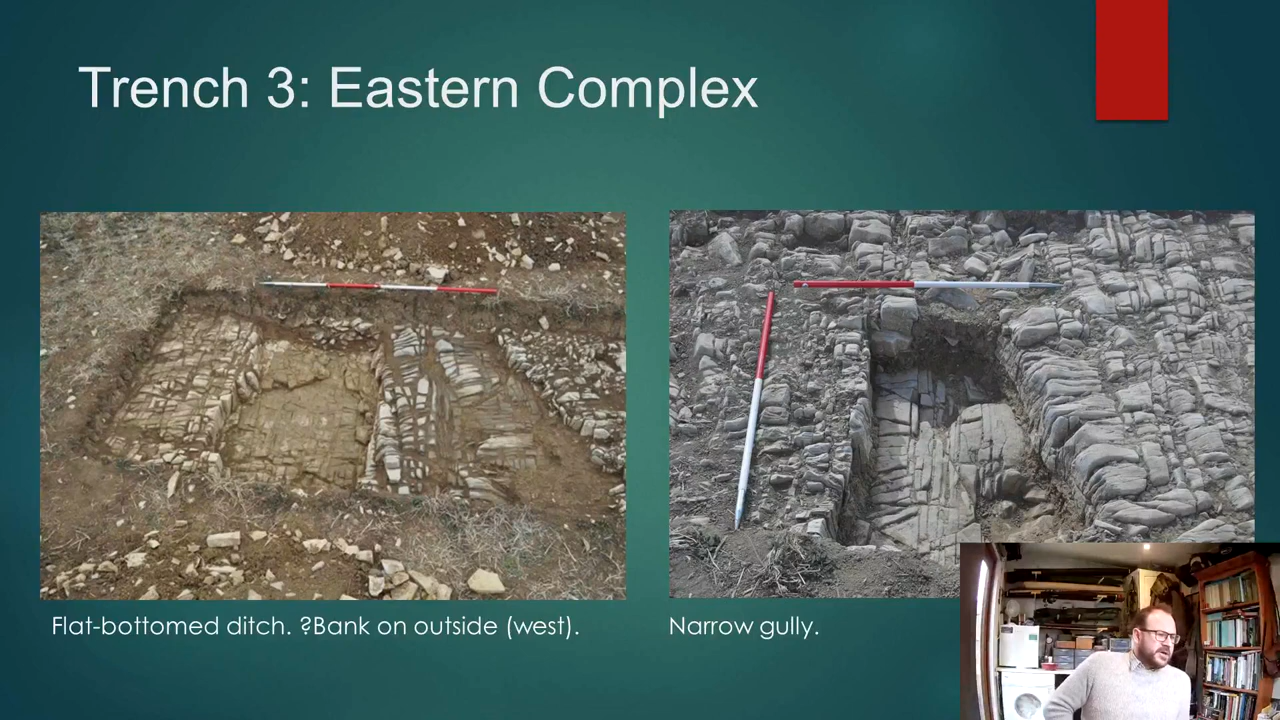 Trench 3: Eastern Complex
Flat-bottomed ditch. ?Bank on outside (west).
Narrow gully.